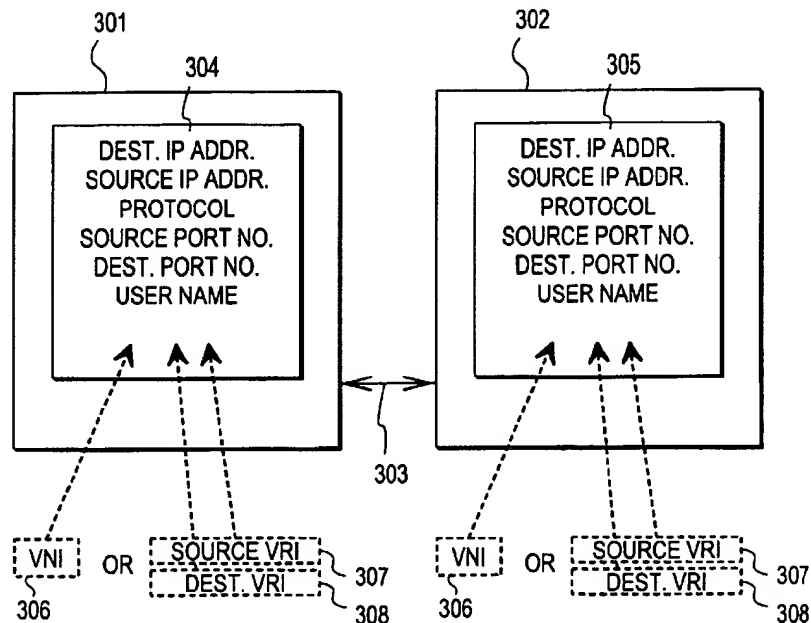 301
304
DEST. IP ADDR.
SOURCE IP ADDR.
PROTOCOL
SOURCE PORT NO.
DEST. PORT NO.
USER NAME
302
305
DEST. IP ADDR.
SOURCE IP ADDR.
PROTOCOL
SOURCE PORT NO.
DEST. PORT NO.
USER NAME
303
VNI OR SOURCE VRI
DEST. VRI
306
307
308
VNI OR SOURCE VRI
DEST. VRI
306
307
308